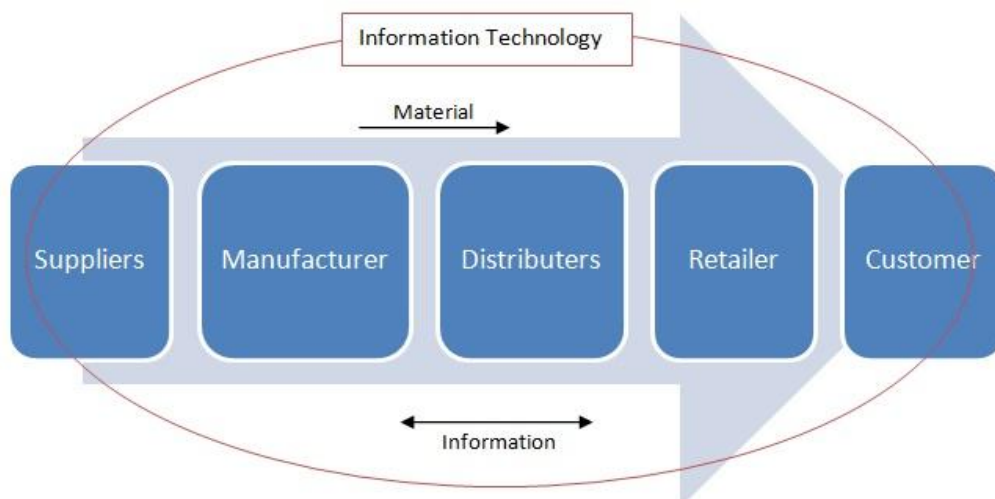 Information Technology
Material
Suppliers
Manufacturer
Distributers
Retailer
Customer
Information